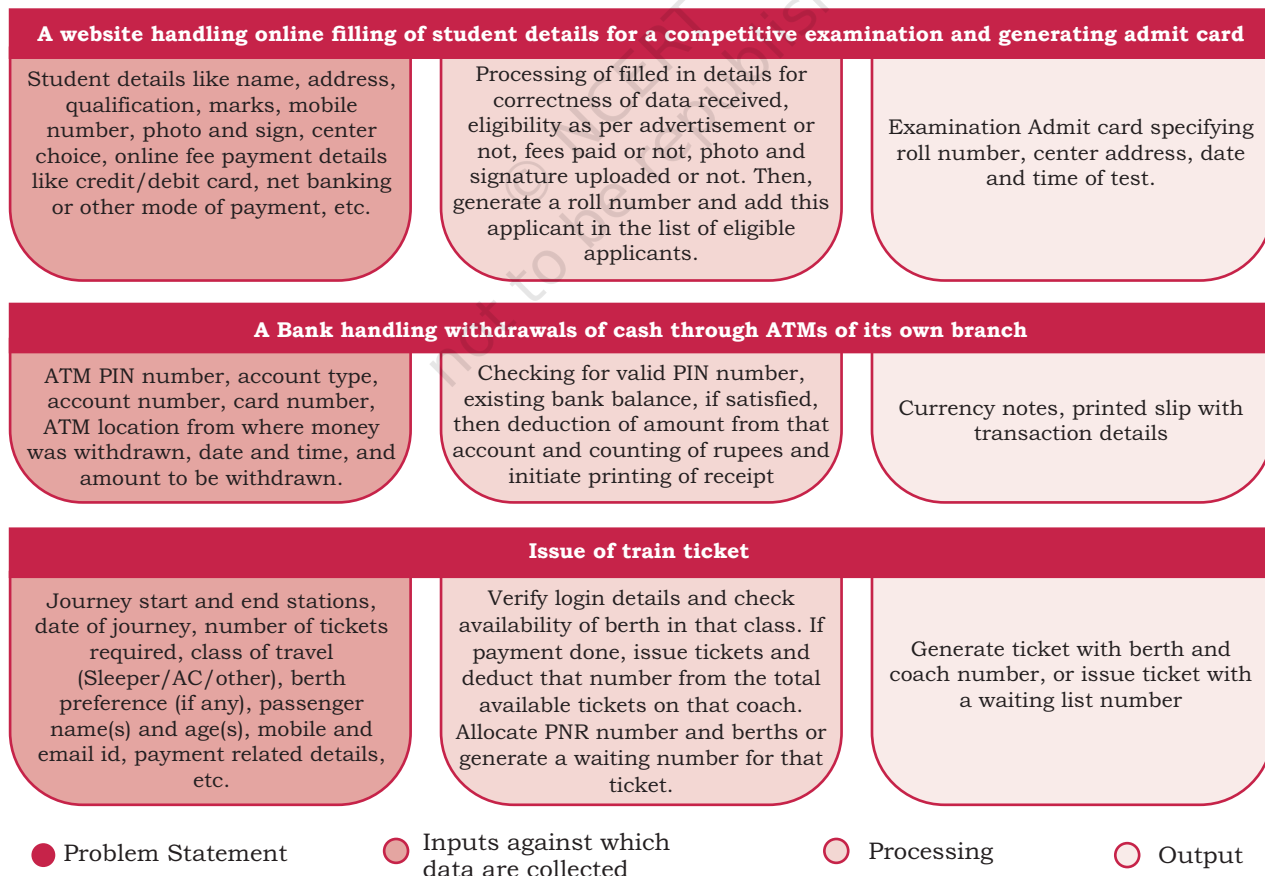 A website handling online filling of student details for a competitive examination and generating admit card
Student details like name, address,
qualification, marks, mobile
number, photo and sign, center
choice, online fee payment details
like credit/debit card, net banking
or other mode of payment, etc.
Processing of filled in details for
correctness of data received,
eligibility as per advertisement or
not, fees paid or not, photo and
signature uploaded or not. Then,
generate a roll number and add this
applicant in the list of eligible
applicants.
Examination Admit card specifying
roll number, center address, date
and time of test.
© NCERT
not to be republis
A Bank handling withdrawals of cash through ATMs of its own branch
ATM PIN number, account type,
account number, card number,
ATM location from where money
was withdrawn, date and time, and
amount to be withdrawn.
Checking for valid PIN number,
existing bank balance, if satisfied,
then deduction of amount from that
account and counting of rupees and
initiate printing of receipt
Currency notes, printed slip with
transaction details
Issue of train ticket
Journey start and end stations,
date of journey, number of tickets
required, class of travel
(Sleeper/AC/other), berth
preference (if any), passenger
name(s) and age(s), mobile and
email id, payment related details,
etc.
Verify login details and check
availability of berth in that class. If
payment done, issue tickets and
deduct that number from the total
available tickets on that coach.
Allocate PNR number and berths or
generate a waiting number for that
ticket.
Generate ticket with berth and
coach number, or issue ticket with
a waiting list number
Problem Statement
Inputs against which
data are collected
Processing
Output